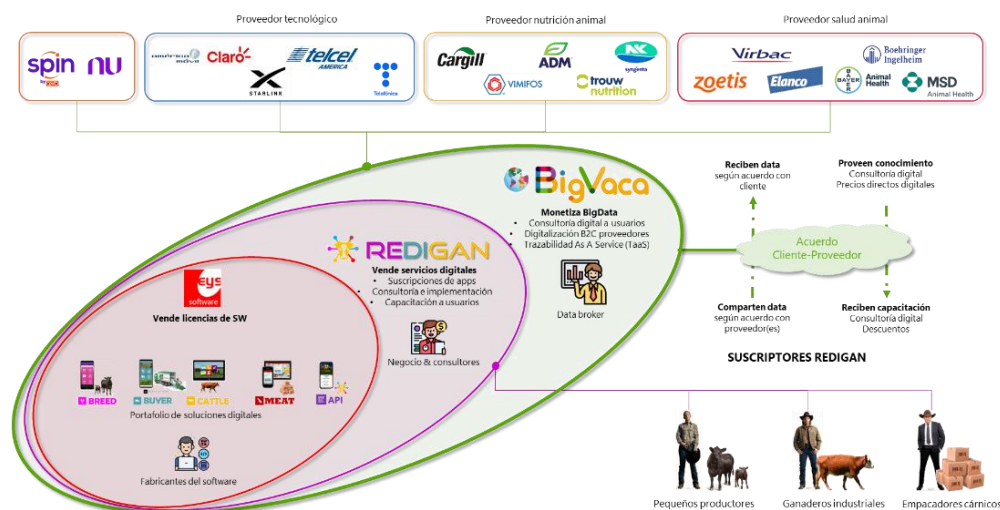 Proveedor tecnológico
Proveedor nutrición animal
Proveedor salud animal
spin
nu
Claro
telcel
AMERICA
STARLINK
Telefónica
Cargill
ADM
NK
syngenta
VIMIFOS
trouw
nutrition
Virbac
Boehringer
Ingelheim
zoetis
Elanco
BAYER
Animal
Health
MSD
Animal Health
BigVaca
Monetiza BigData
• Consultoría digital a usuarios
• Digitalización B2C proveedores
• Trazabilidad As A Service (TaaS)
Data broker
REDIGAN
Vende servicios digitales
• Suscripciones de apps
• Consultoría e implementación
• Capacitación a usuarios
Negocio & consultores
eys
software
Vende licencias de SW
BREED
BUYER
CATTLE
MEAT
API
Portafolio de soluciones digitales
Fabricantes del software
Reciben data
según acuerdo con
cliente
Proveen conocimiento
Consultoría digital
Precios directos digitales
Acuerdo
Cliente-Proveedor
Comparten data
según acuerdo con
proveedor(es)
Reciben capacitación
Consultoría digital
Descuentos
SUSCRIPTORES REDIGAN
Pequeños productores
Ganaderos industriales
Empacadores cárnicos